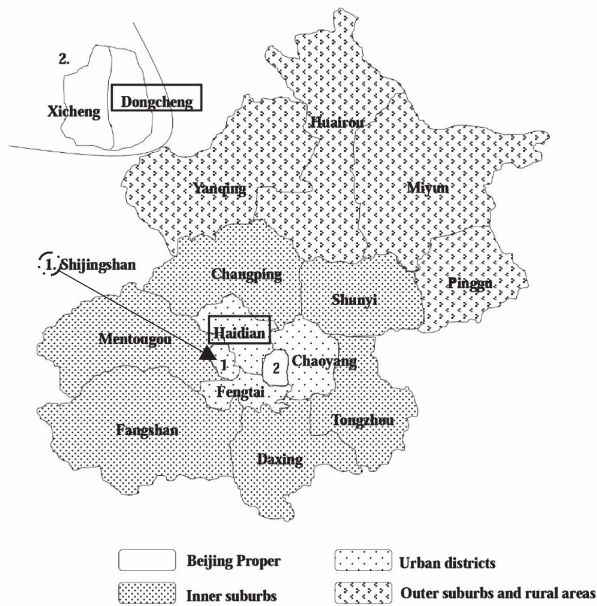 2.
Xicheng
Dongcheng
Huairou
Yanqing
Miyun
1. Shijingshan
Changping
Pinggu
Shunyi
Mentougou
Haidian
1
2
Chaoyang
Fengtai
Fangshan
Tongzhou
Daxing
Beijing Proper
Urban districts
Inner suburbs
Outer suburbs and rural areas